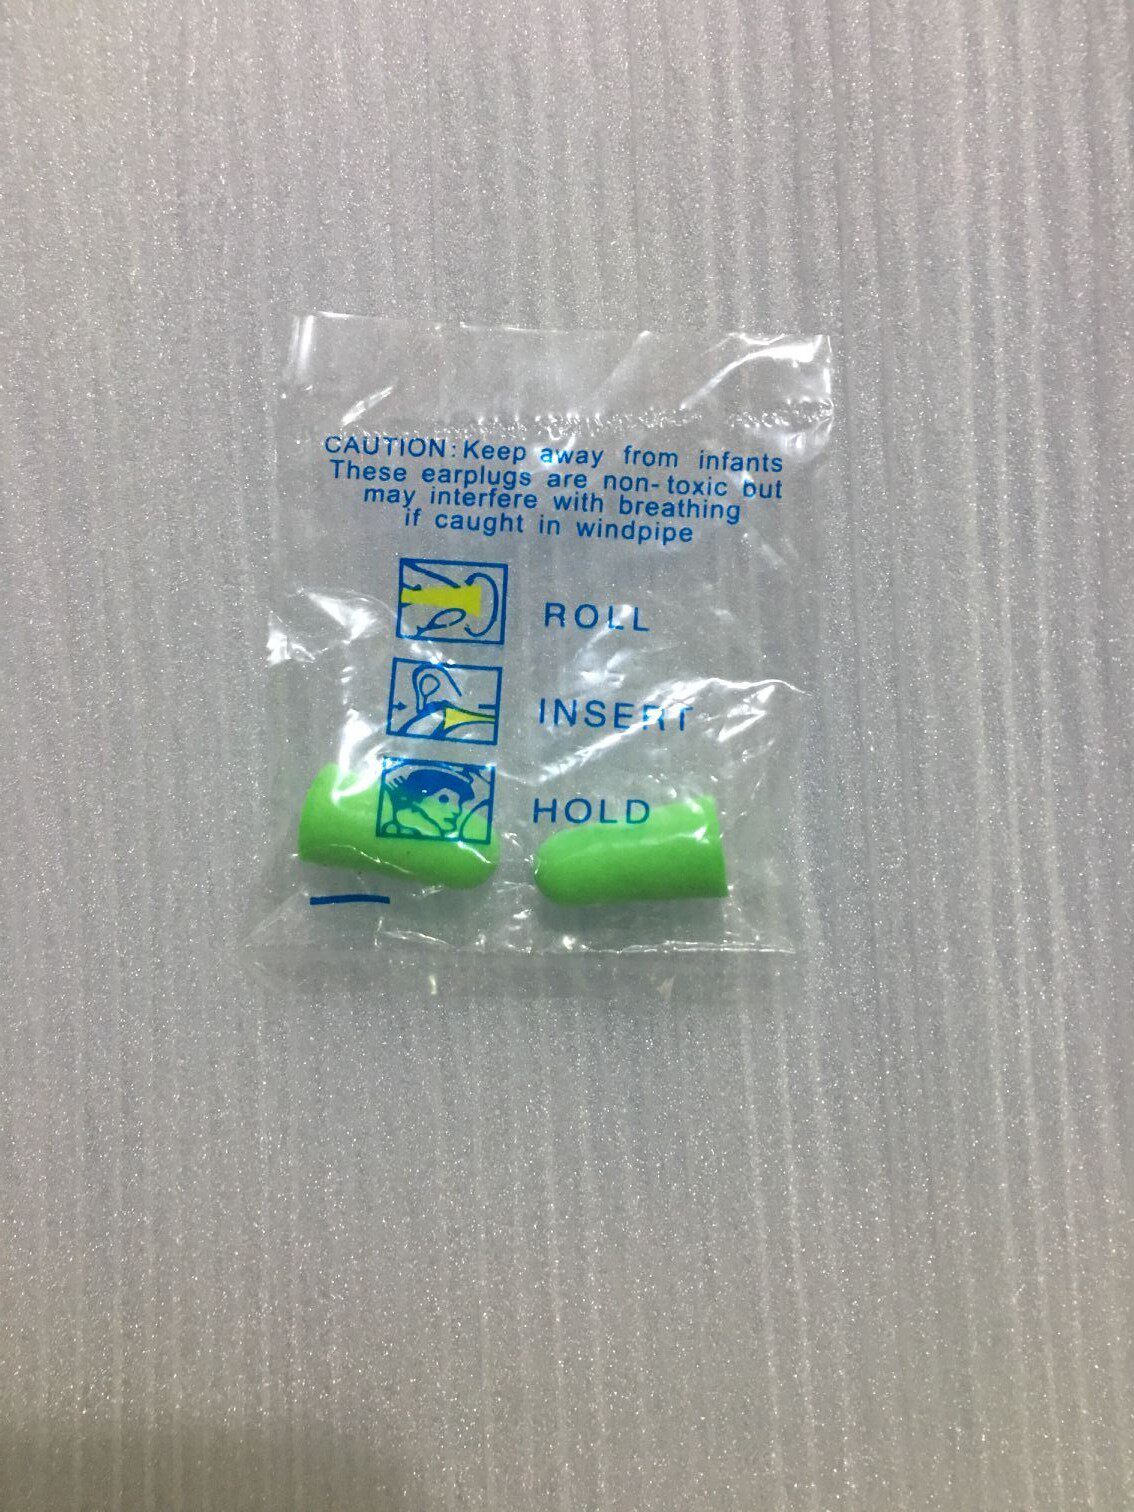 CAUTION: Keep away from infants
These earplugs are non-toxic but
may interfere with breathing
if caught in windpipe
ROLL
INSERT
HOLD